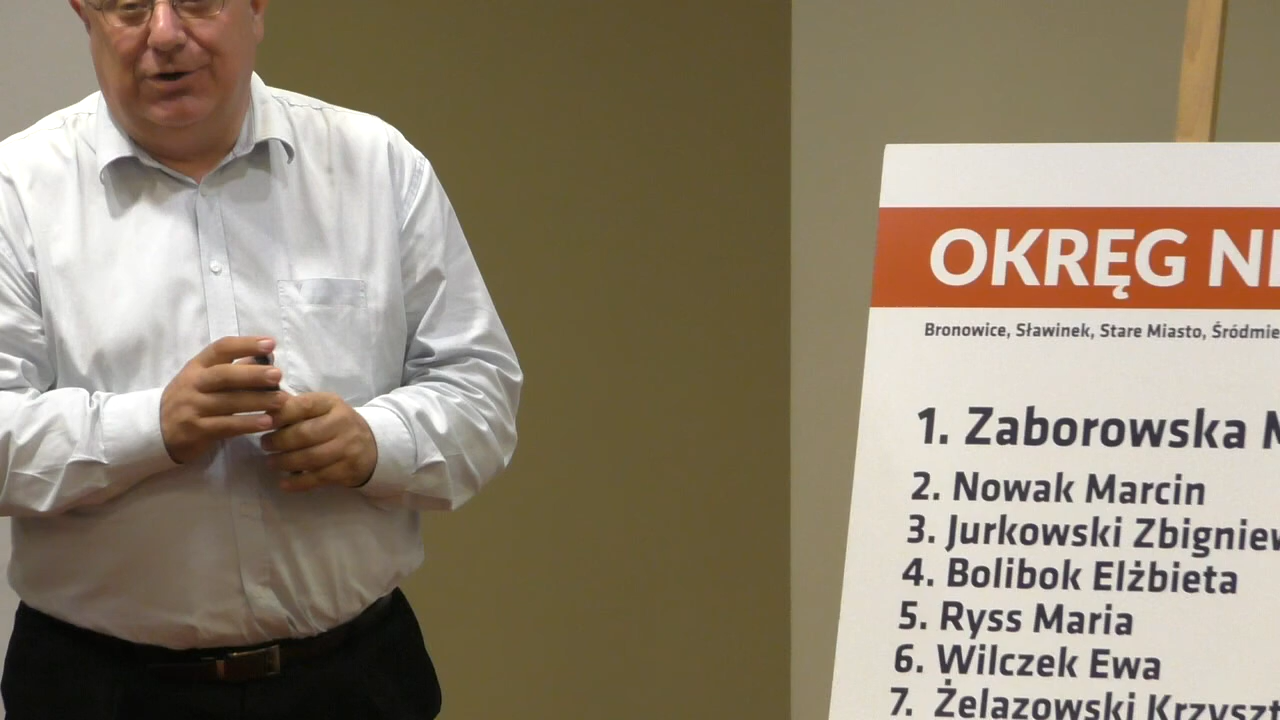 OKRĘG
Bronowice, Sławinek, Stare Miasto,
1. Zaborowska
2. Nowak Marcin
3. Jurkowski
4. Bolibok Elżbieta
5. Ryss Maria
6. Wilczek Ewa
7. Żelazowski